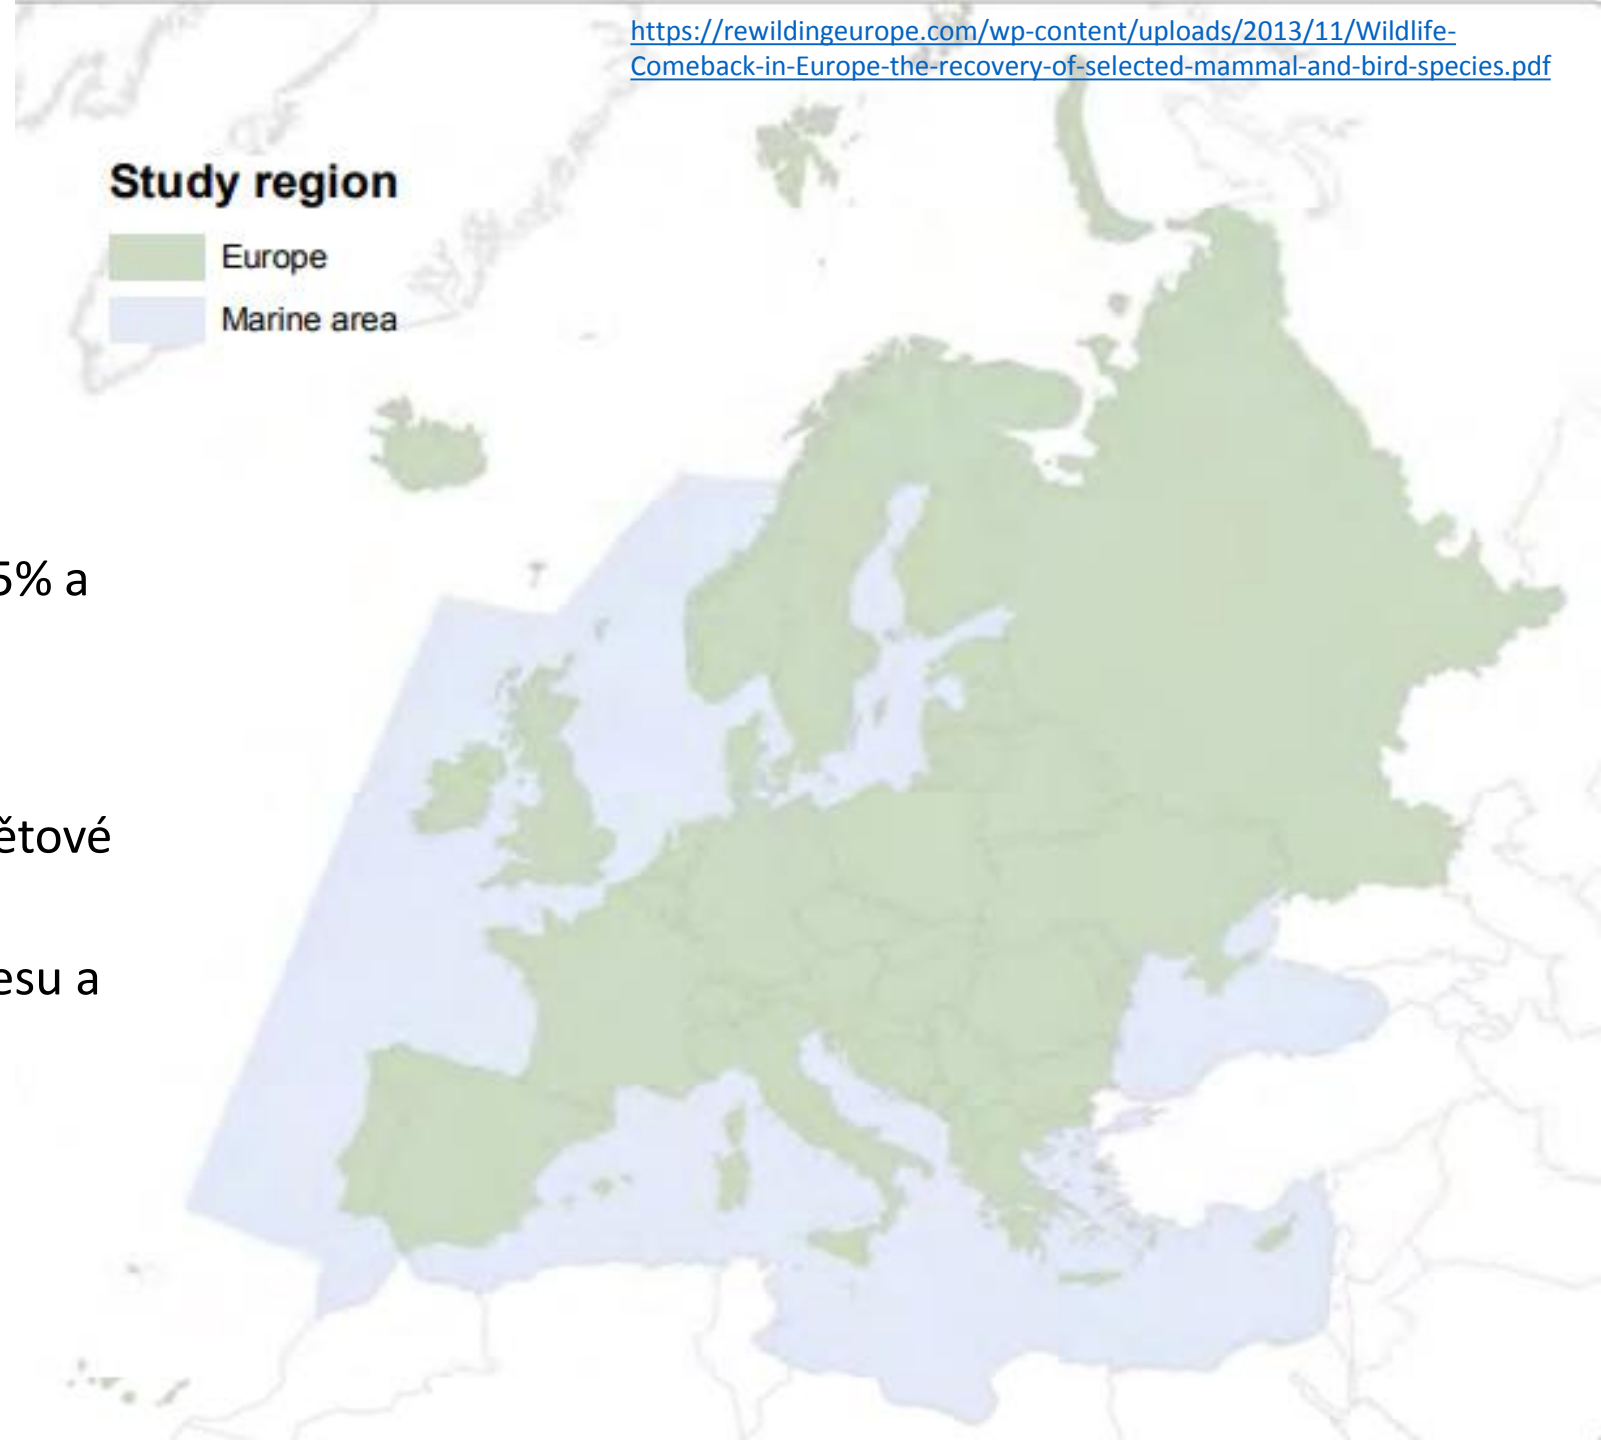 https://rewildingeurope.com/wp-content/uploads/2013/11/Wildlife-
Comeback-in-Europe-the-recovery-of-selected-mammal-and-bird-species.pdf
Study region
Europe
Marine area
5% a
ětové
esu a